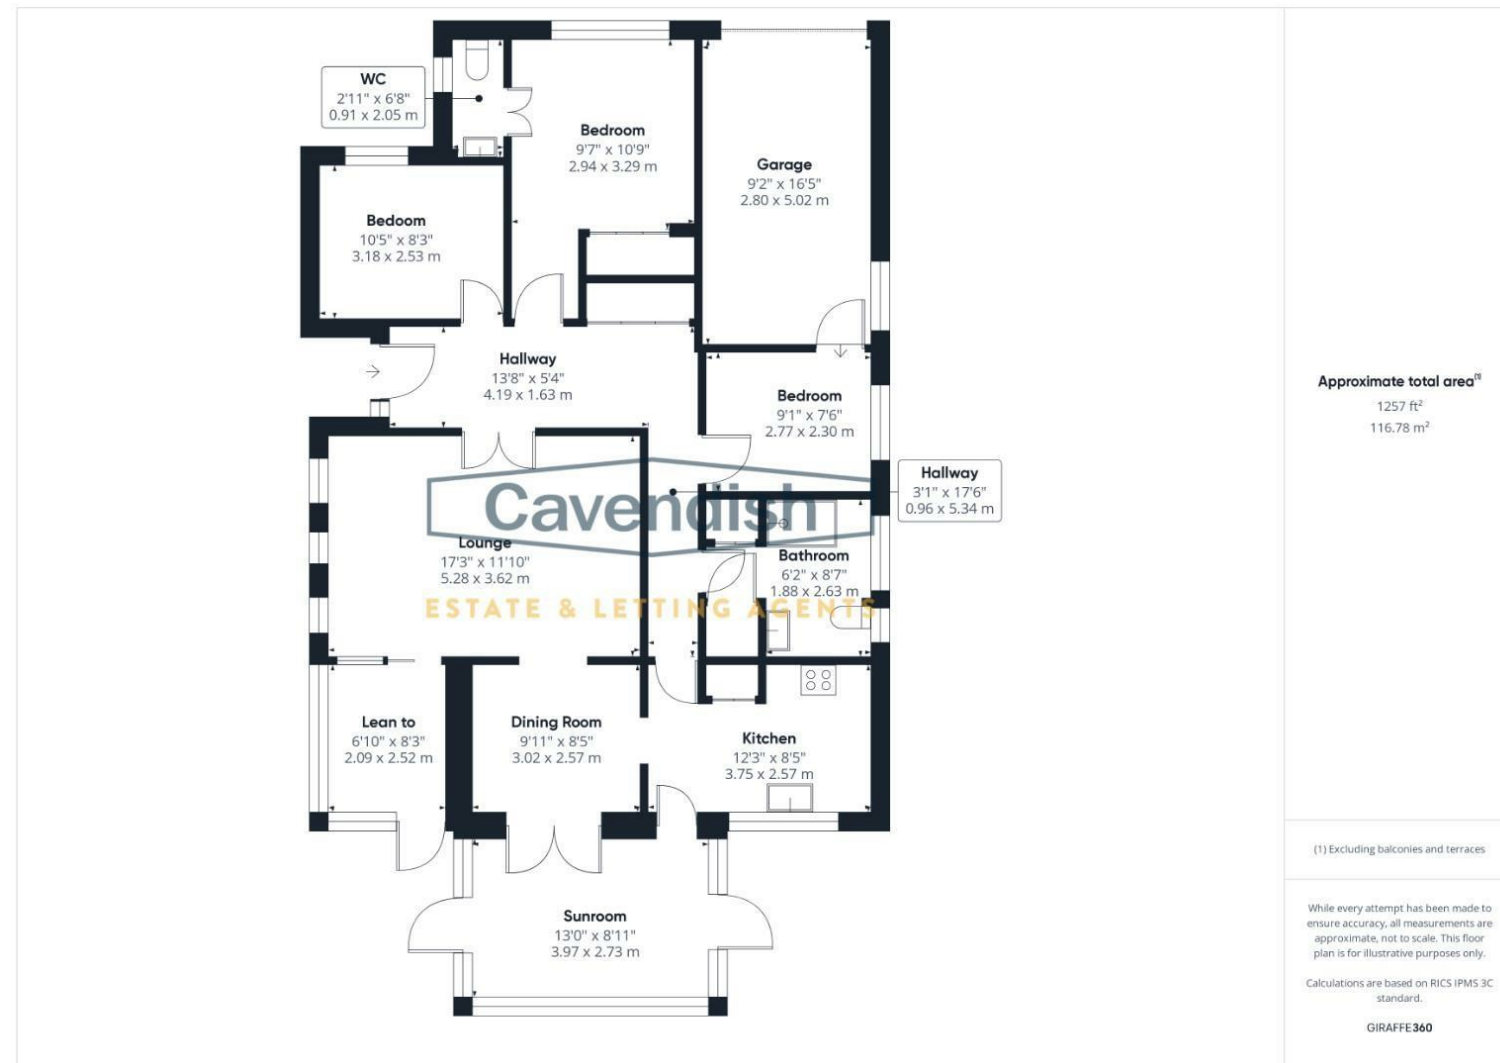 WC
2'11" x 6'8"
0.91 x 2.05 m
Bedroom
9'7" x 10'9"
2.94 x 3.29 m
Garage
9'2" x 16'5"
2.80 x 5.02 m
Bedoom
10'5" x 8'3"
3.18 x 2.53 m
Hallway
13'8" x 5'4"
4.19 x 1.63 m
Bedroom
9'1" x 7'6"
2.77 x 2.30 m
Hallway
3'1" x 17'6"
0.96 x 5.34 m
Cavendish
ESTATE & LETTING AGENTS
Lounge
17'3" x 11'10"
5.28 x 3.62 m
Bathroom
6'2" x 8'7"
1.88 x 2.63 m
Lean to
6'10" x 8'3"
2.09 x 2.52 m
Dining Room
9'11" x 8'5"
3.02 x 2.57 m
Kitchen
12'3" x 8'5"
3.75 x 2.57 m
Sunroom
13'0" x 8'11"
3.97 x 2.73 m
Approximate total area(1)
1257 ft²
116.78 m²
(1) Excluding balconies and terraces
While every attempt has been made to
ensure accuracy, all measurements are
approximate, not to scale. This floor
plan is for illustrative purposes only.
Calculations are based on RICS IPMS 3C
standard.
GIRAFFE360